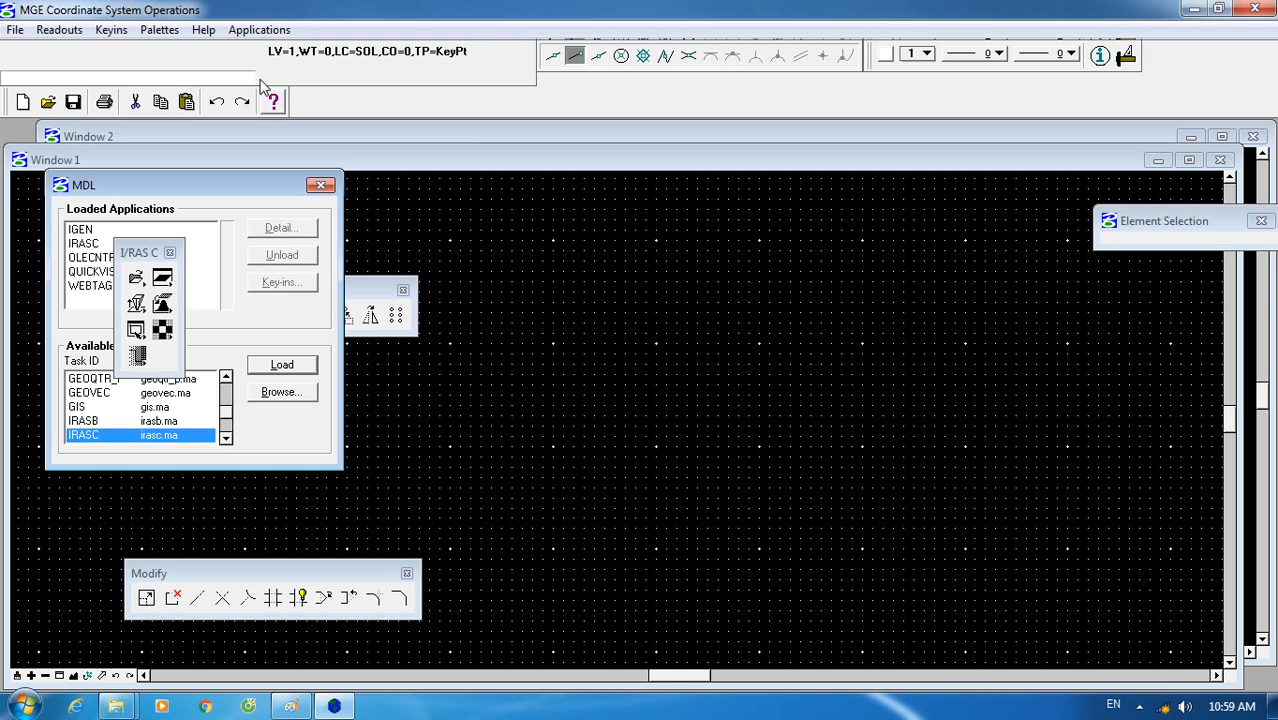 MGE Coordinate System Operations
File Readouts Keyins Palettes Help Applications
LV=1,WT=0,LC=SOL,CO=0,TP=KeyPt
1 0 0
Window 2
Window 1
MDL
Element Selection
Loaded Applications
IGEN
IRASC
OLECNTR
QUICKVIS
WEBTAG
Detail...
Unload
Key-ins...
I/RAS C
Available
Task ID
GEOVEC geovec.ma
GIS gis.ma
IRASB irasb.ma
IRASC irasc.ma
Load
Browse...
Modify
EN
10:59 AM